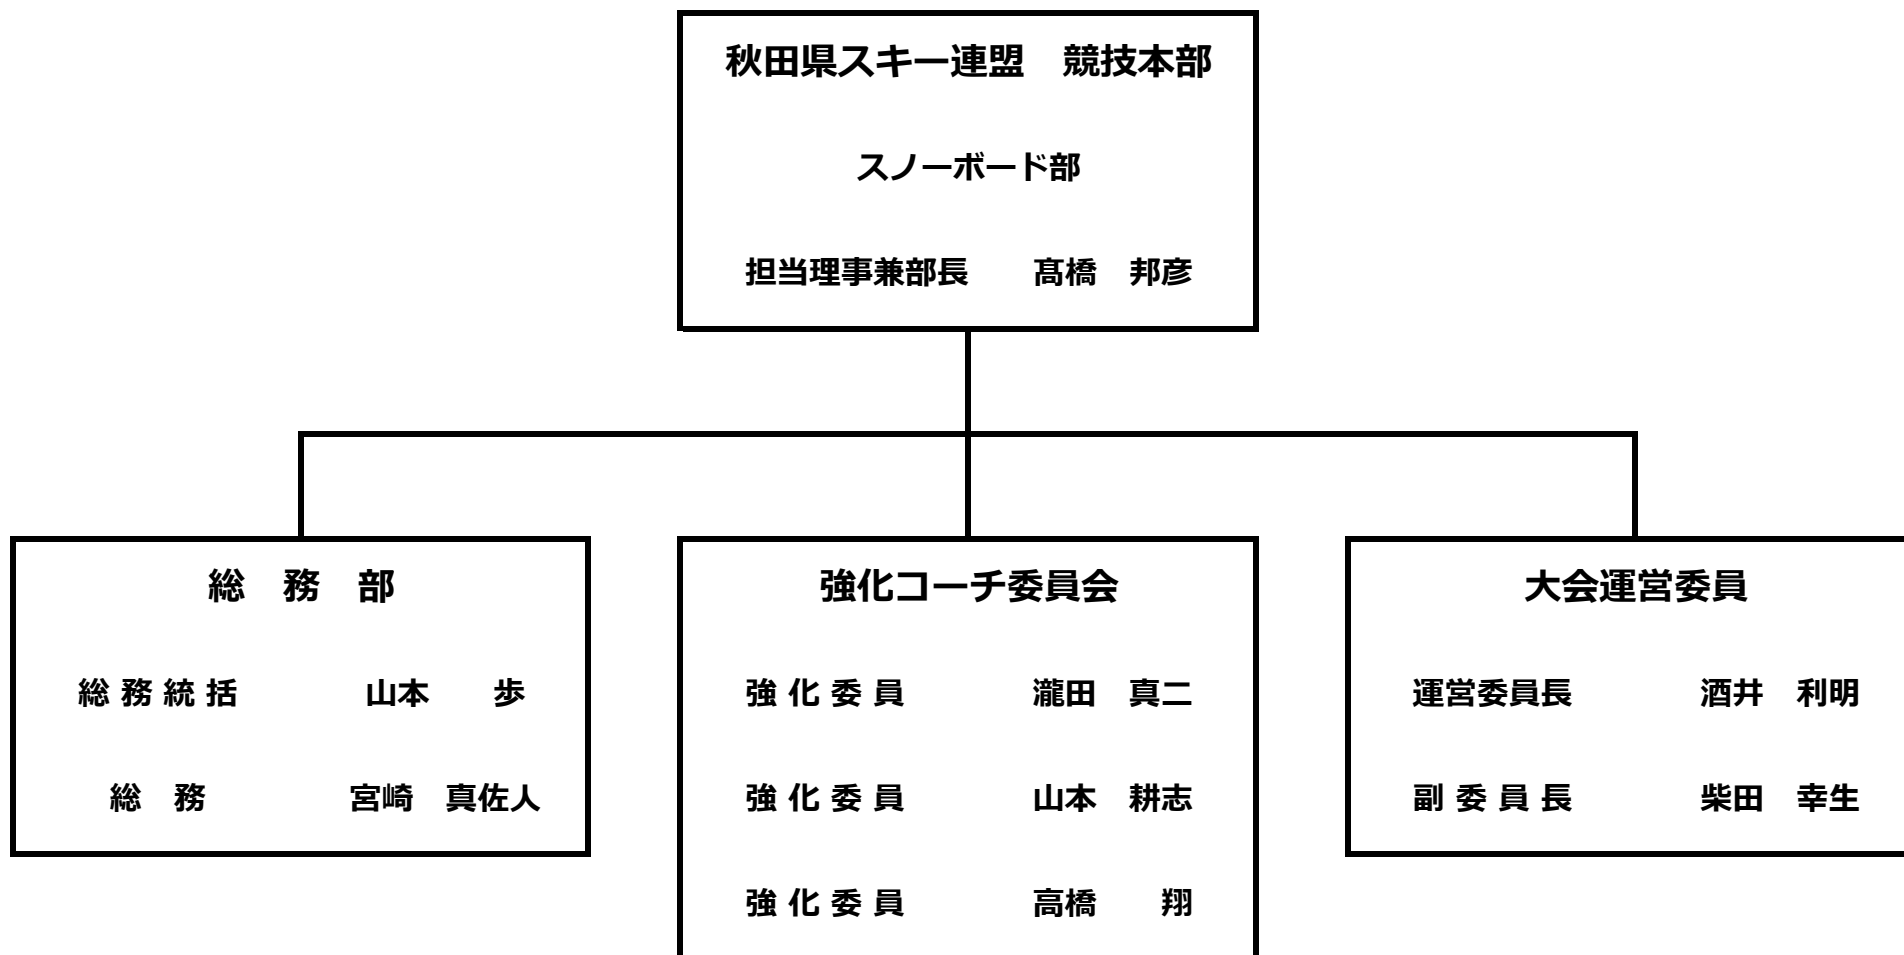 秋田県スキー連盟　競技本部
スノーボード部
担当理事兼部長　　髙橋　邦彦
総　務　部
総 務 統 括　　山本　　歩
総　務　　宮崎　真佐人
強化コーチ委員会
強 化 委 員　　瀧田　真二
強 化 委 員　　山本　耕志
強 化 委 員　　高橋　　翔
大会運営委員
運営委員長　　酒井　利明
副 委 員 長　　柴田　幸生